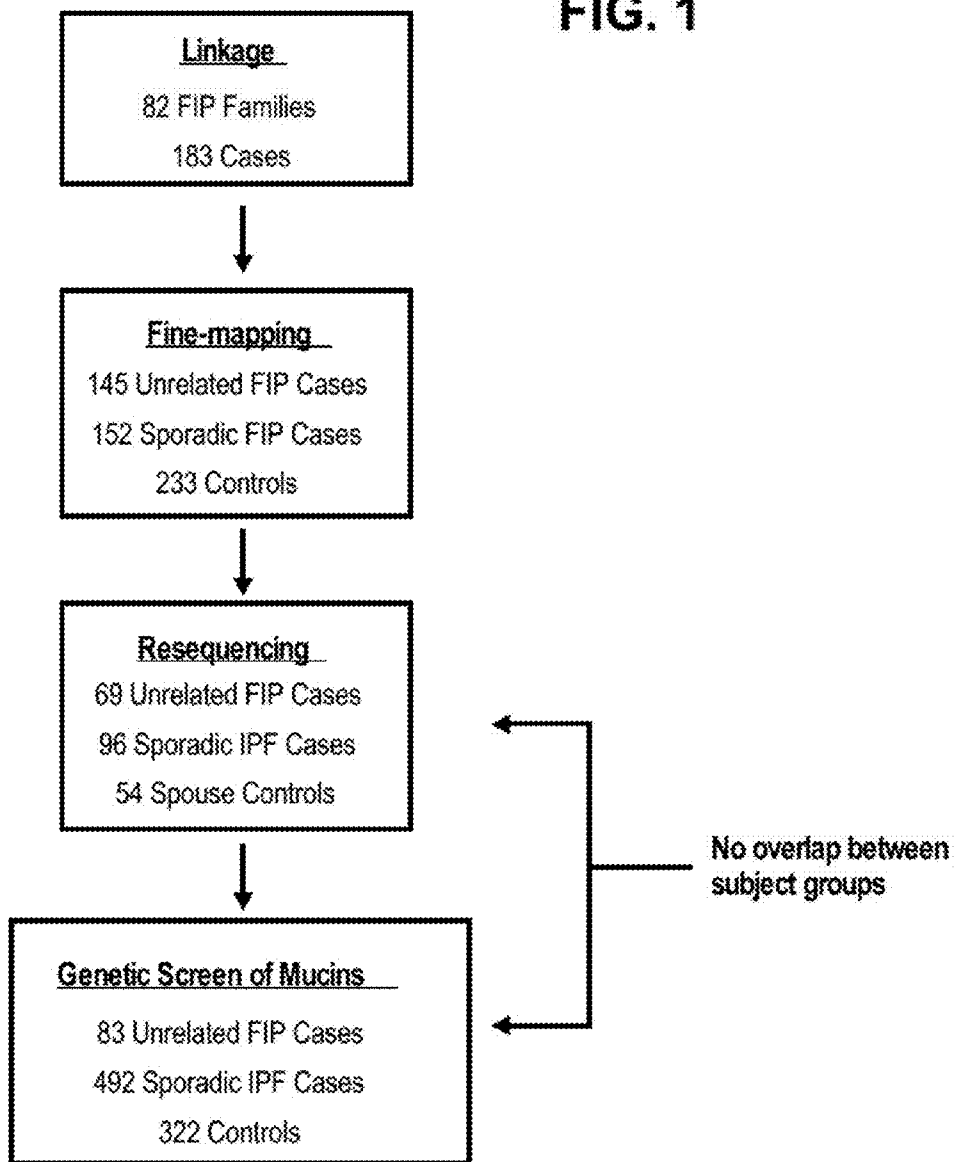 FIG. 1
Linkage
82 FIP Families
183 Cases
Fine-mapping
145 Unrelated FIP Cases
152 Sporadic FIP Cases
233 Controls
Resequencing
69 Unrelated FIP Cases
96 Sporadic IPF Cases
54 Spouse Controls
No overlap between
subject groups
Genetic Screen of Mucins
83 Unrelated FIP Cases
492 Sporadic IPF Cases
322 Controls